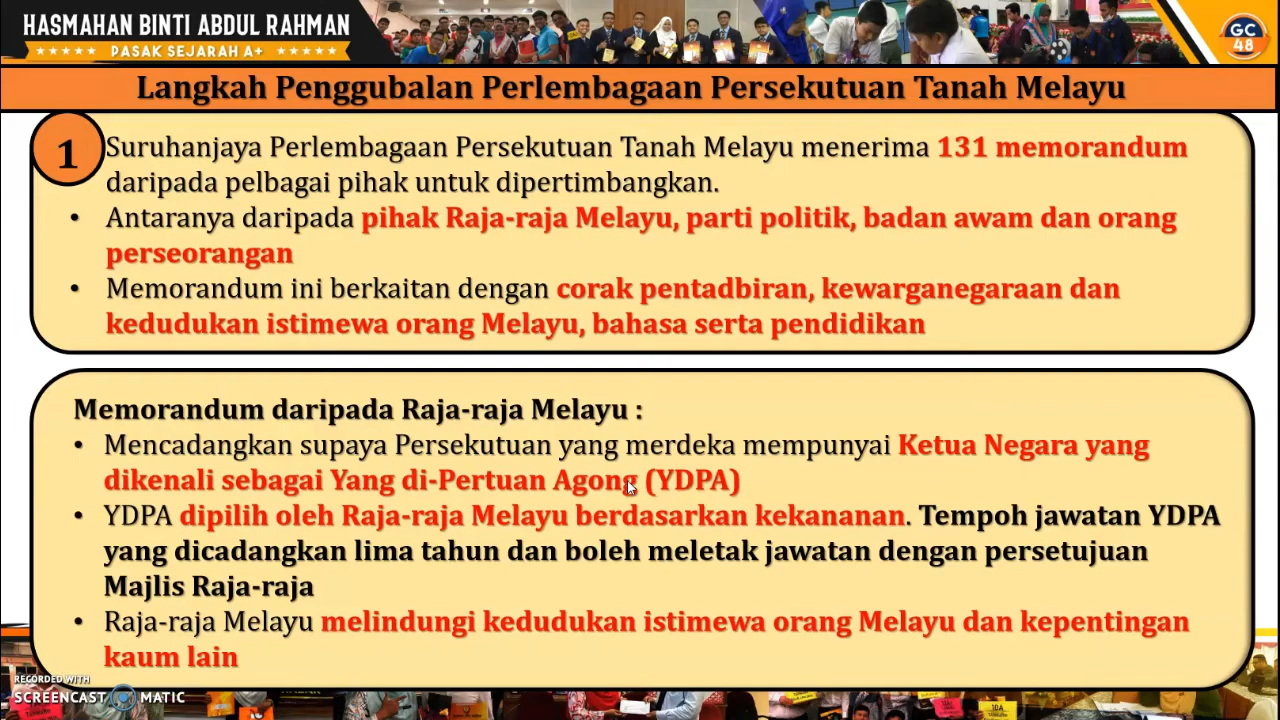 HASMAHAN BINTI ABDUL RAHMAN
PASAK SEJARAH A+
GC
48
Langkah Penggubalan Perlembagaan Persekutuan Tanah Melayu
1
Suruhanjaya Perlembagaan Persekutuan Tanah Melayu menerima 131 memorandum
daripada pelbagai pihak untuk dipertimbangkan.
• Antaranya daripada pihak Raja-raja Melayu, parti politik, badan awam dan orang
perseorangan
• Memorandum ini berkaitan dengan corak pentadbiran, kewarganegaraan dan
kedudukan istimewa orang Melayu, bahasa serta pendidikan
Memorandum daripada Raja-raja Melayu :
• Mencadangkan supaya Persekutuan yang merdeka mempunyai Ketua Negara yang
dikenali sebagai Yang di-Pertuan Agong (YDPA)
• YDPA dipilih oleh Raja-raja Melayu berdasarkan kekananan. Tempoh jawatan YDPA
yang dicadangkan lima tahun dan boleh meletak jawatan dengan persetujuan
Majlis Raja-raja
• Raja-raja Melayu melindungi kedudukan istimewa orang Melayu dan kepentingan
kaum lain
RECORDED WITH
SCREENCAST MATIC